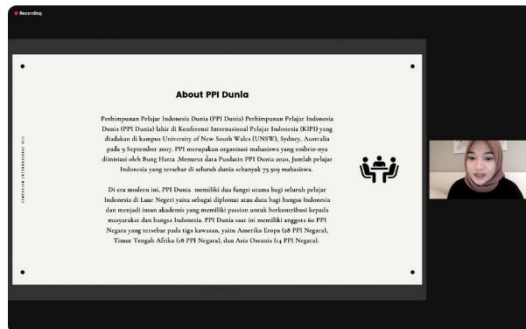 Recording
About PPI Dunia
Perhimpunan Pelajar Indonesia Dunia (PPI Dunia) Perhimpunan Pelajar Indonesia
Dunia (PPI Dunia) lahir di Konferensi Internasional Pelajar Indonesia (KIPI) yang
diadakan di kampus University of New South Wales (UNSW), Sydney, Australia
pada 9 September 2007. PPI merupakan organisasi mahasiswa yang embrio-nya
diinisiasi oleh Bung Hatta .Menurut data Pusdatin PPI Dunia 2020, Jumlah pelajar
Indonesia yang tersebar di seluruh dunia sebanyak 73.909 mahasiswa.
Di era modern ini, PPI Dunia memiliki dua fungsi utama bagi seluruh pelajar
Indonesia di Luar Negeri yaitu sebagai diplomat atau duta bagi bangsa Indonesia
dan menjadi insan akademis yang memiliki passion untuk berkontribusi kepada
masyarakat dan bangsa Indonesia. PPI Dunia saat ini memiliki anggota 60 PPI
Negara yang tersebar pada tiga kawasan, yaitu Amerika Eropa (28 PPI Negara),
Timur Tengah Afrika (18 PPI Negara), dan Asia Oseania (14 PPI Negara).